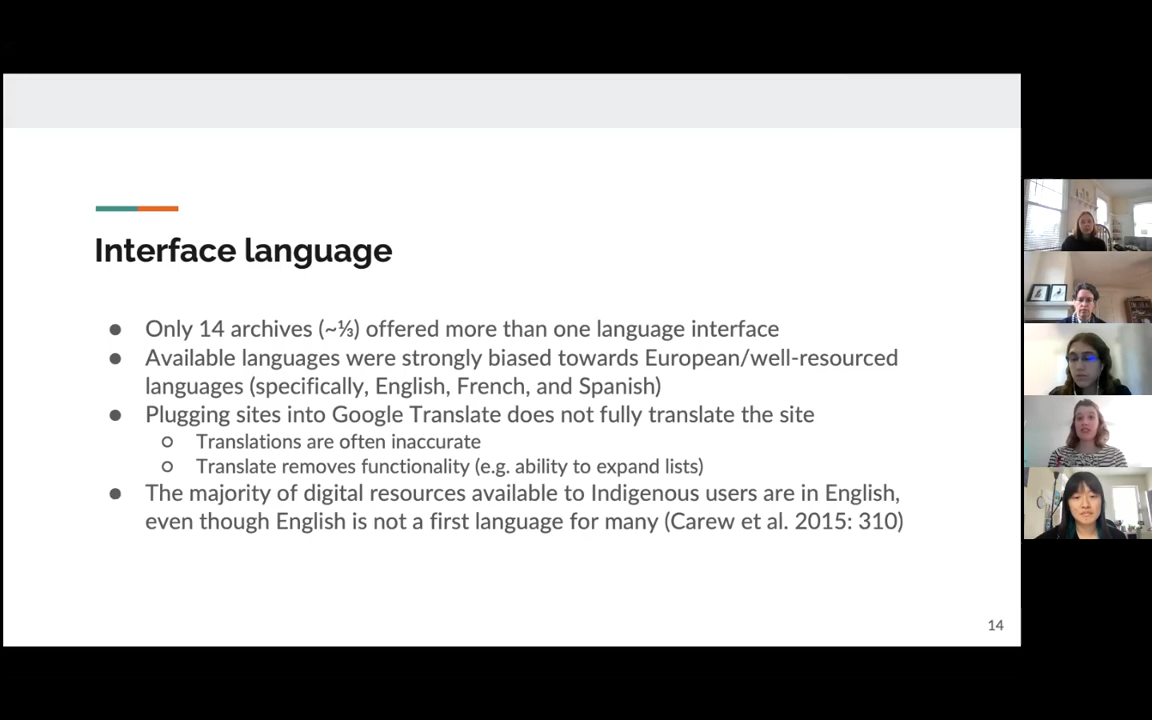 Interface language
● Only 14 archives (~⅓) offered more than one language interface
● Available languages were strongly biased towards European/well-resourced
languages (specifically, English, French, and Spanish)
● Plugging sites into Google Translate does not fully translate the site
○ Translations are often inaccurate
○ Translate removes functionality (e.g. ability to expand lists)
● The majority of digital resources available to Indigenous users are in English,
even though English is not a first language for many (Carew et al. 2015: 310)
14